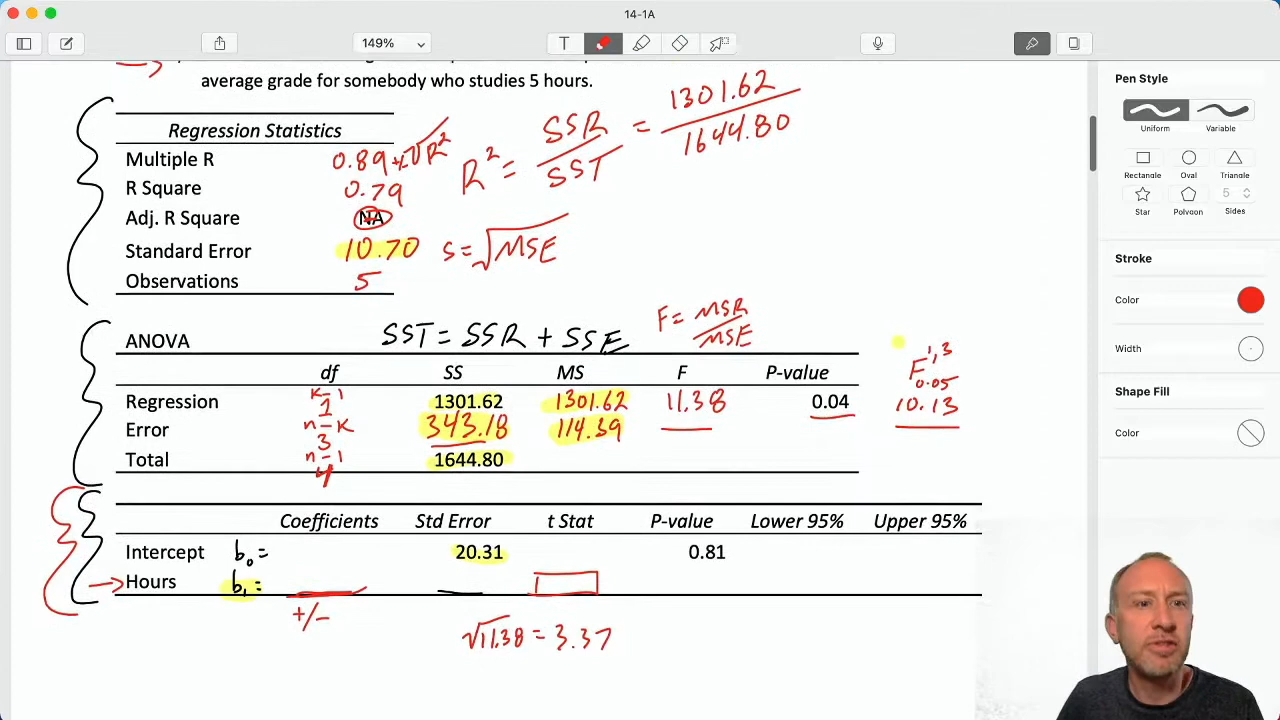 14-1A
149%
T
Pen Style
Uniform Variable
Rectangle Oval Triangle
Star Polygon Sides
5
Stroke
Color
Width
Shape Fill
Color
average grade for somebody who studies 5 hours.
Regression Statistics
Multiple R 0.89 +√R²
R Square 0.79
Adj. R Square NA
Standard Error 10.70 s = √MSE
Observations 5
R² = SSR / SST = 1301.62 / 1644.80
ANOVA SST = SSR + SSE F = MSR / MSE
df SS MS F P-value
Regression K-1 1 1301.62 1301.62 11.38 0.04
Error n-K 3 343.18 114.39
Total n-1 4 1644.80
F 1,3 0.05
10.13
Coefficients Std Error t Stat P-value Lower 95% Upper 95%
Intercept b₀ = 20.31 0.81
Hours b₁ =
+/-
√11.38 = 3.37